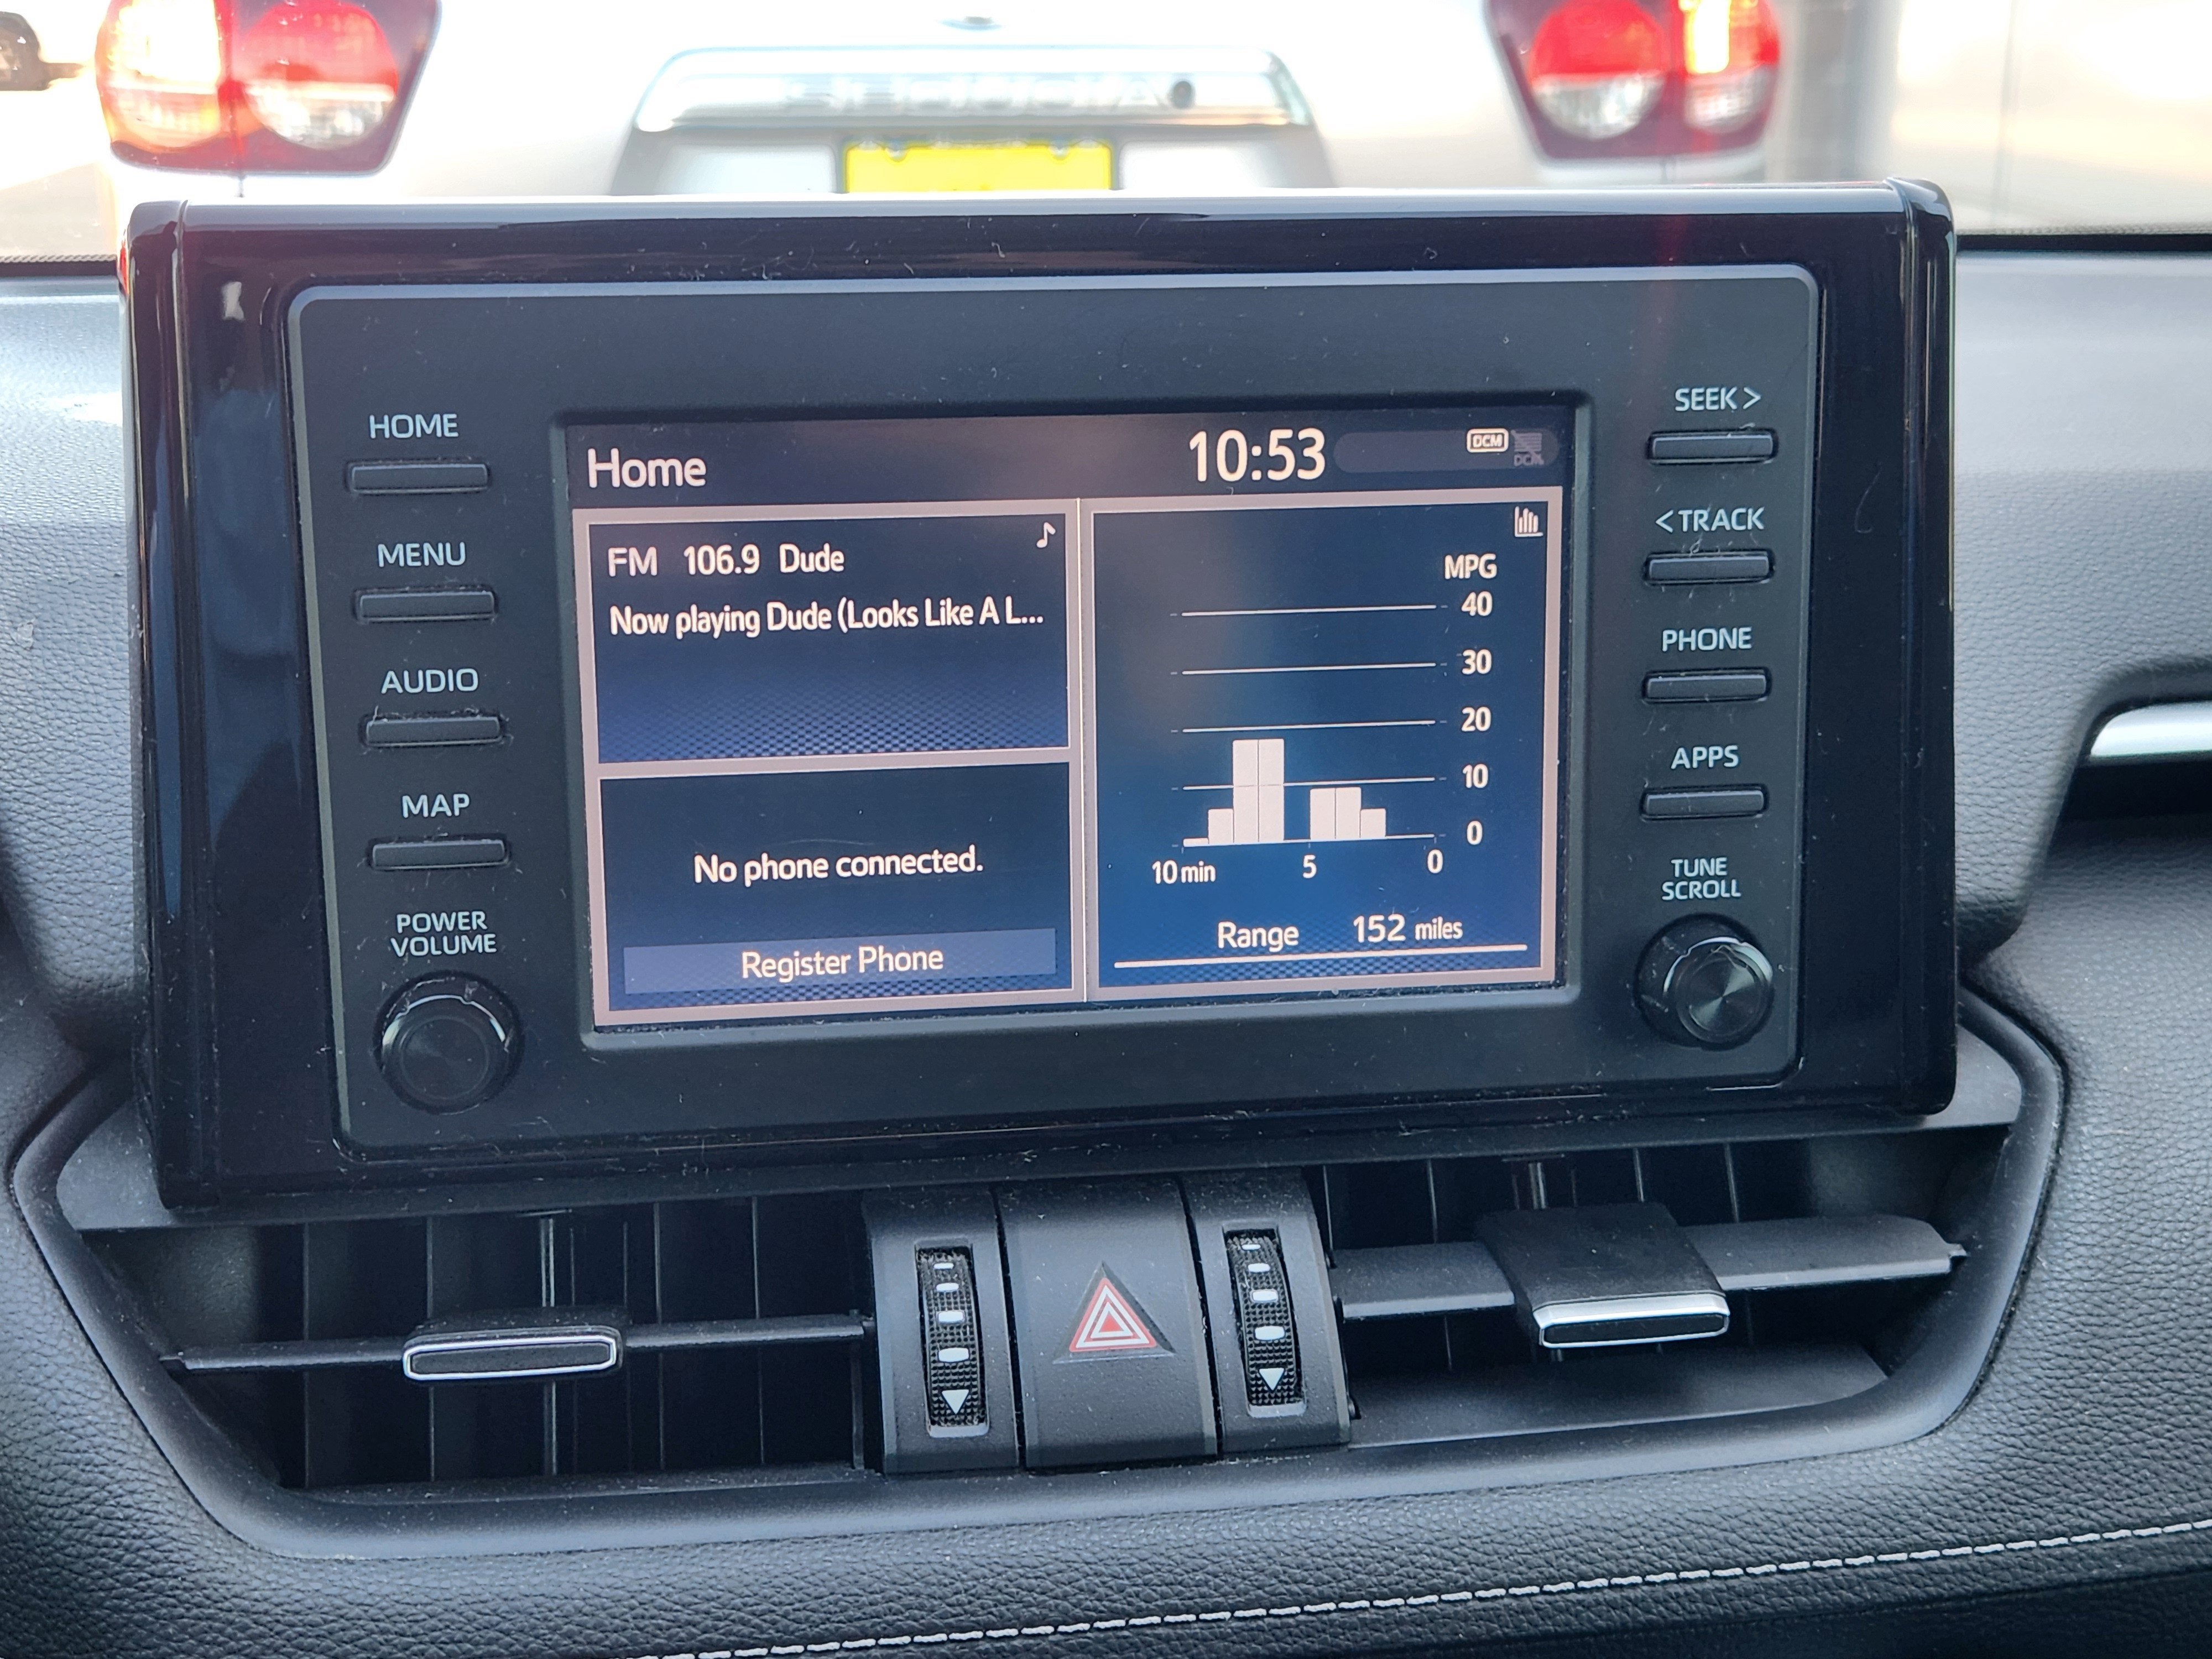 HOME
MENU
AUDIO
MAP
POWER
VOLUME
Home
10:53
DCM
DCM
FM 106.9 Dude
Now playing Dude (Looks Like A L...
No phone connected.
Register Phone
MPG
40
30
20
10
0
10 min 5 0
Range 152 miles
SEEK >
< TRACK
PHONE
APPS
TUNE
SCROLL